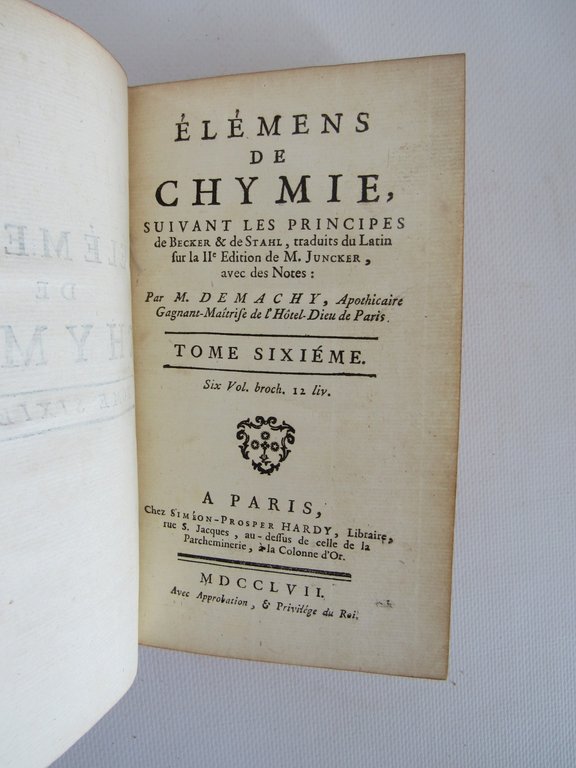 ÉLÉMENS
DE
CHYMIE,
SUIVANT LES PRINCIPES
de BECKER & de STAHL, traduits du Latin
ſur la IIe Edition de M. JUNCKER,
avec des Notes:
Par M. DEMACHY, Apothicaire
Gagnant-Maîtriſe de l'Hôtel-Dieu de Paris.
TOME SIXIÉME.
Six Vol. broch. 12 liv.
A PARIS,
Chez SIMÉON-PROSPER HARDY, Libraire,
rue S. Jacques, au-deſſus de celle de la
Parcheminerie, à la Colonne d'Or.
MDCCLVII.
Avec Approbation, & Privilége du Roi.